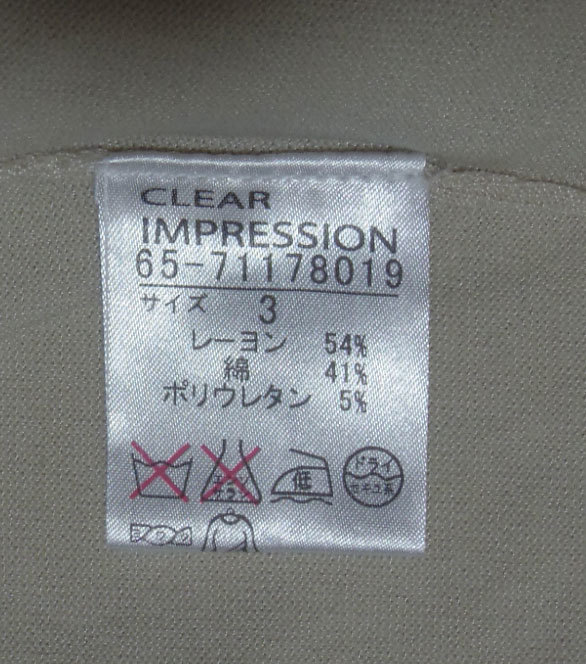 CLEAR
IMPRESSION
65-71178019
サイズ 3
レーヨン 54%
綿 41%
ポリウレタン 5%
低 ドライ